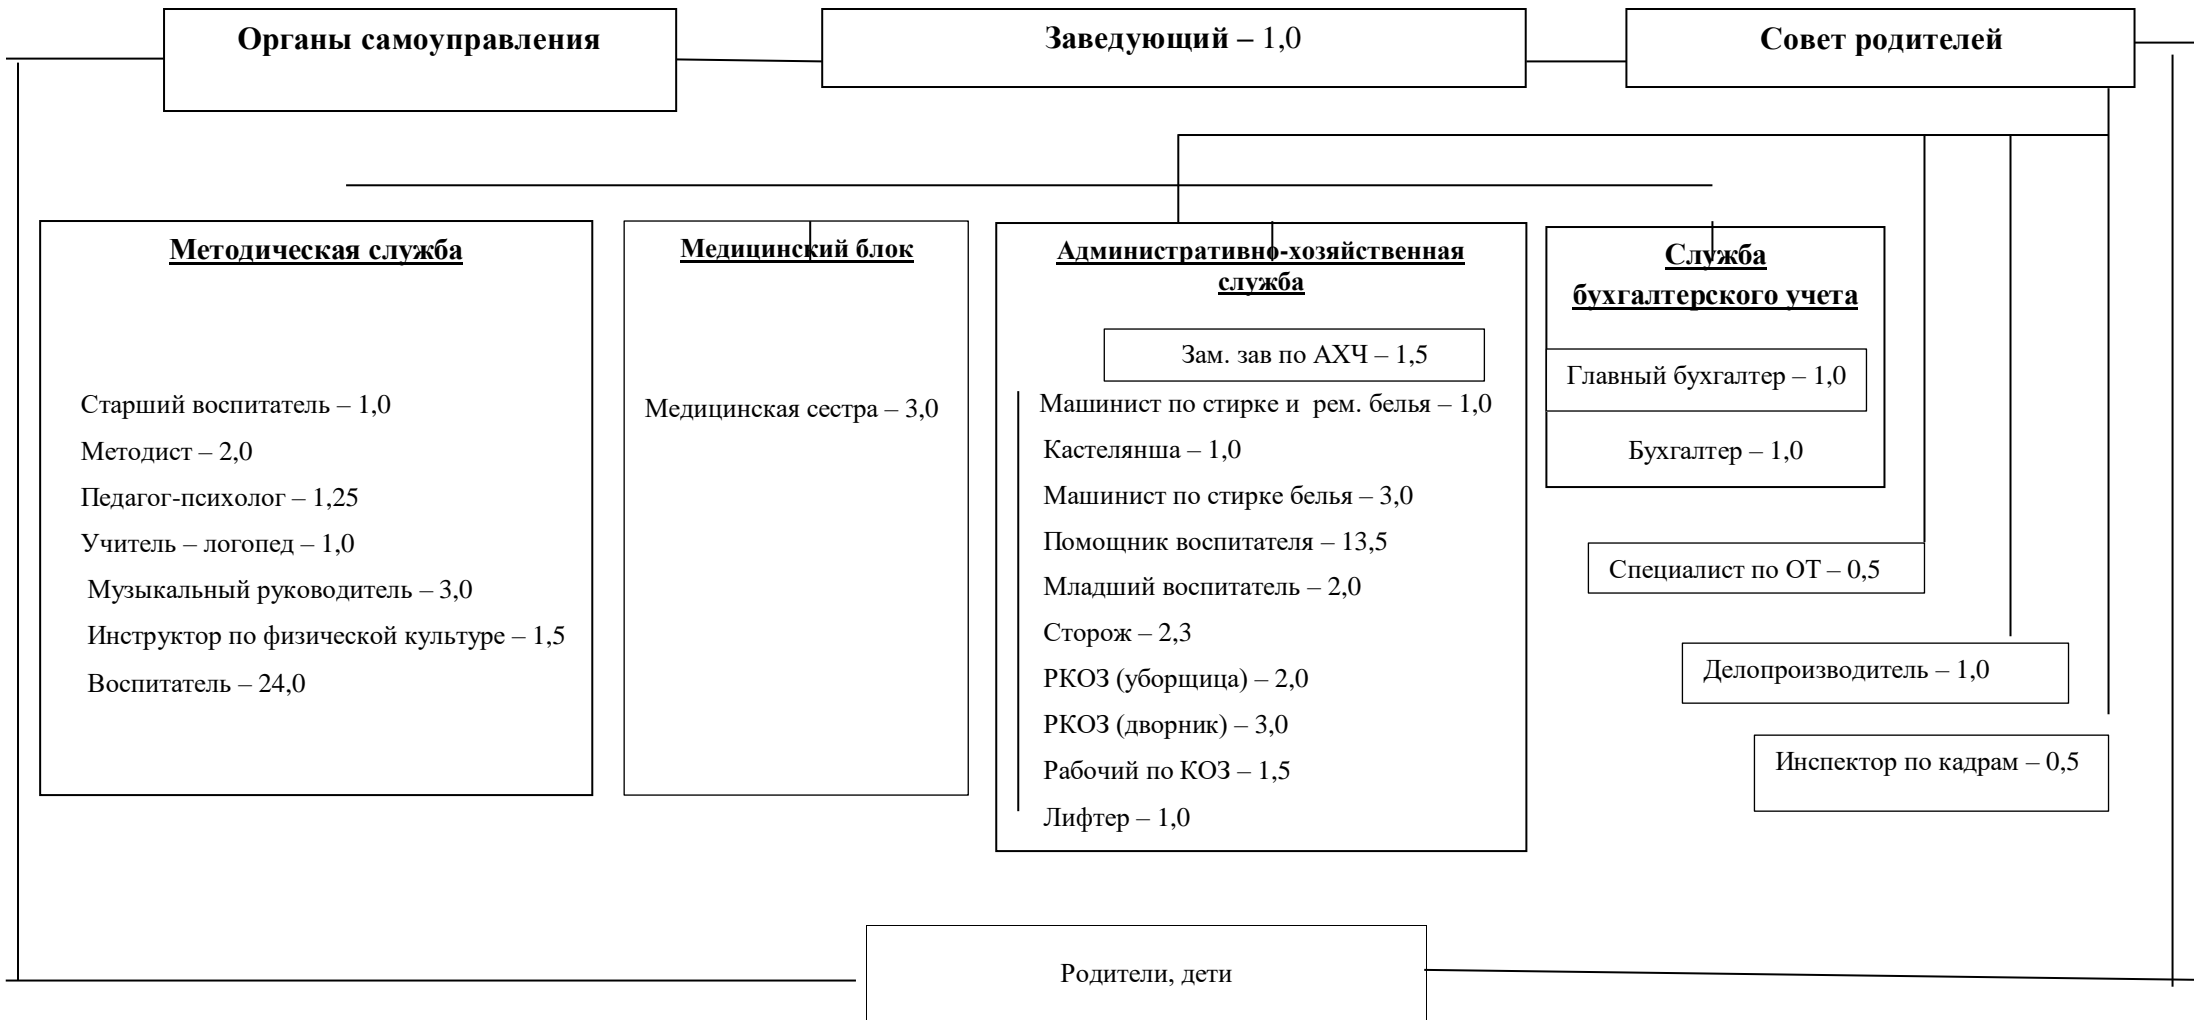 Органы самоуправления
Заведующий – 1,0
Совет родителей
Методическая служба
Старший воспитатель – 1,0
Методист – 2,0
Педагог-психолог – 1,25
Учитель – логопед – 1,0
Музыкальный руководитель – 3,0
Инструктор по физической культуре – 1,5
Воспитатель – 24,0
Медицинский блок
Медицинская сестра – 3,0
Административно-хозяйственная
служба
Зам. зав по АХЧ – 1,5
Машинист по стирке и рем. белья – 1,0
Кастелянша – 1,0
Машинист по стирке белья – 3,0
Помощник воспитателя – 13,5
Младший воспитатель – 2,0
Сторож – 2,3
РКОЗ (уборщица) – 2,0
РКОЗ (дворник) – 3,0
Рабочий по КОЗ – 1,5
Лифтер – 1,0
Служба
бухгалтерского учета
Главный бухгалтер – 1,0
Бухгалтер – 1,0
Специалист по ОТ – 0,5
Делопроизводитель – 1,0
Инспектор по кадрам – 0,5
Родители, дети